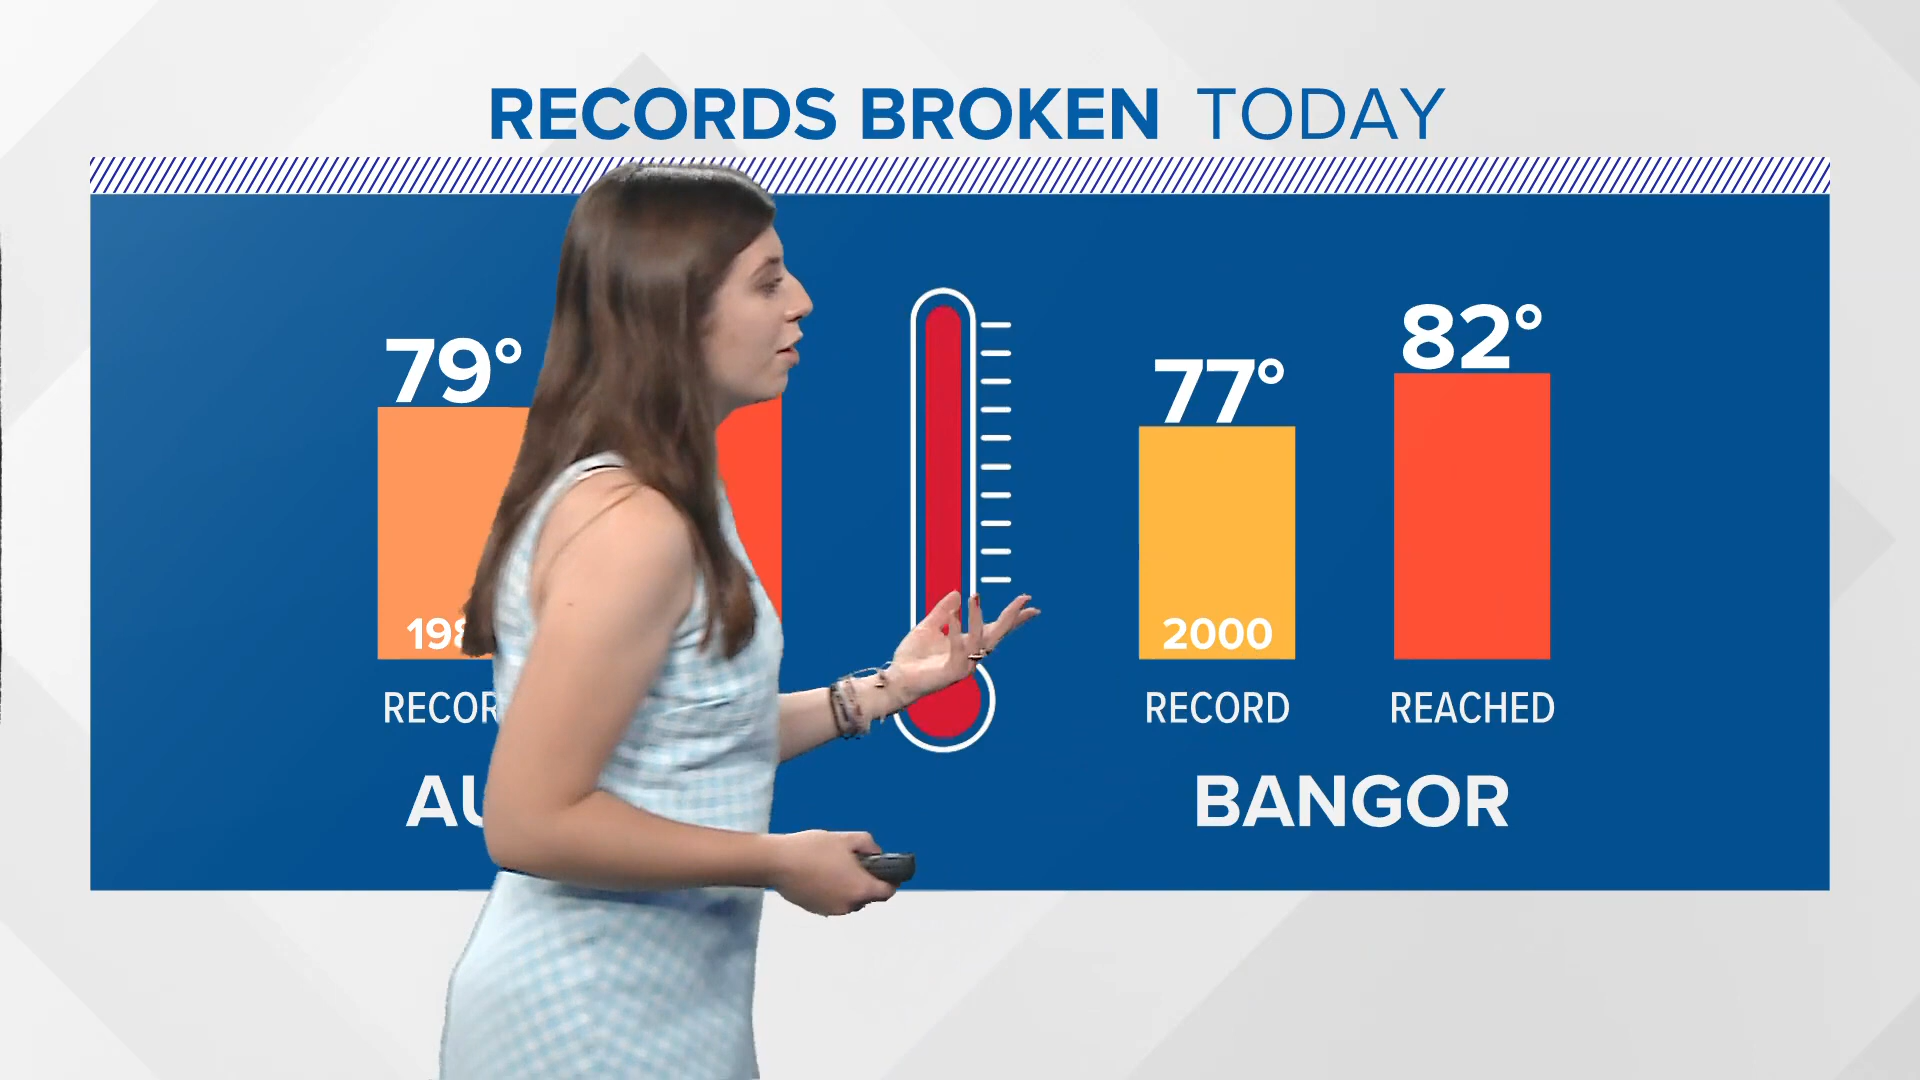 RECORDS BROKEN TODAY
79°
77°
82°
2000
RECORD
REACHED
BANGOR